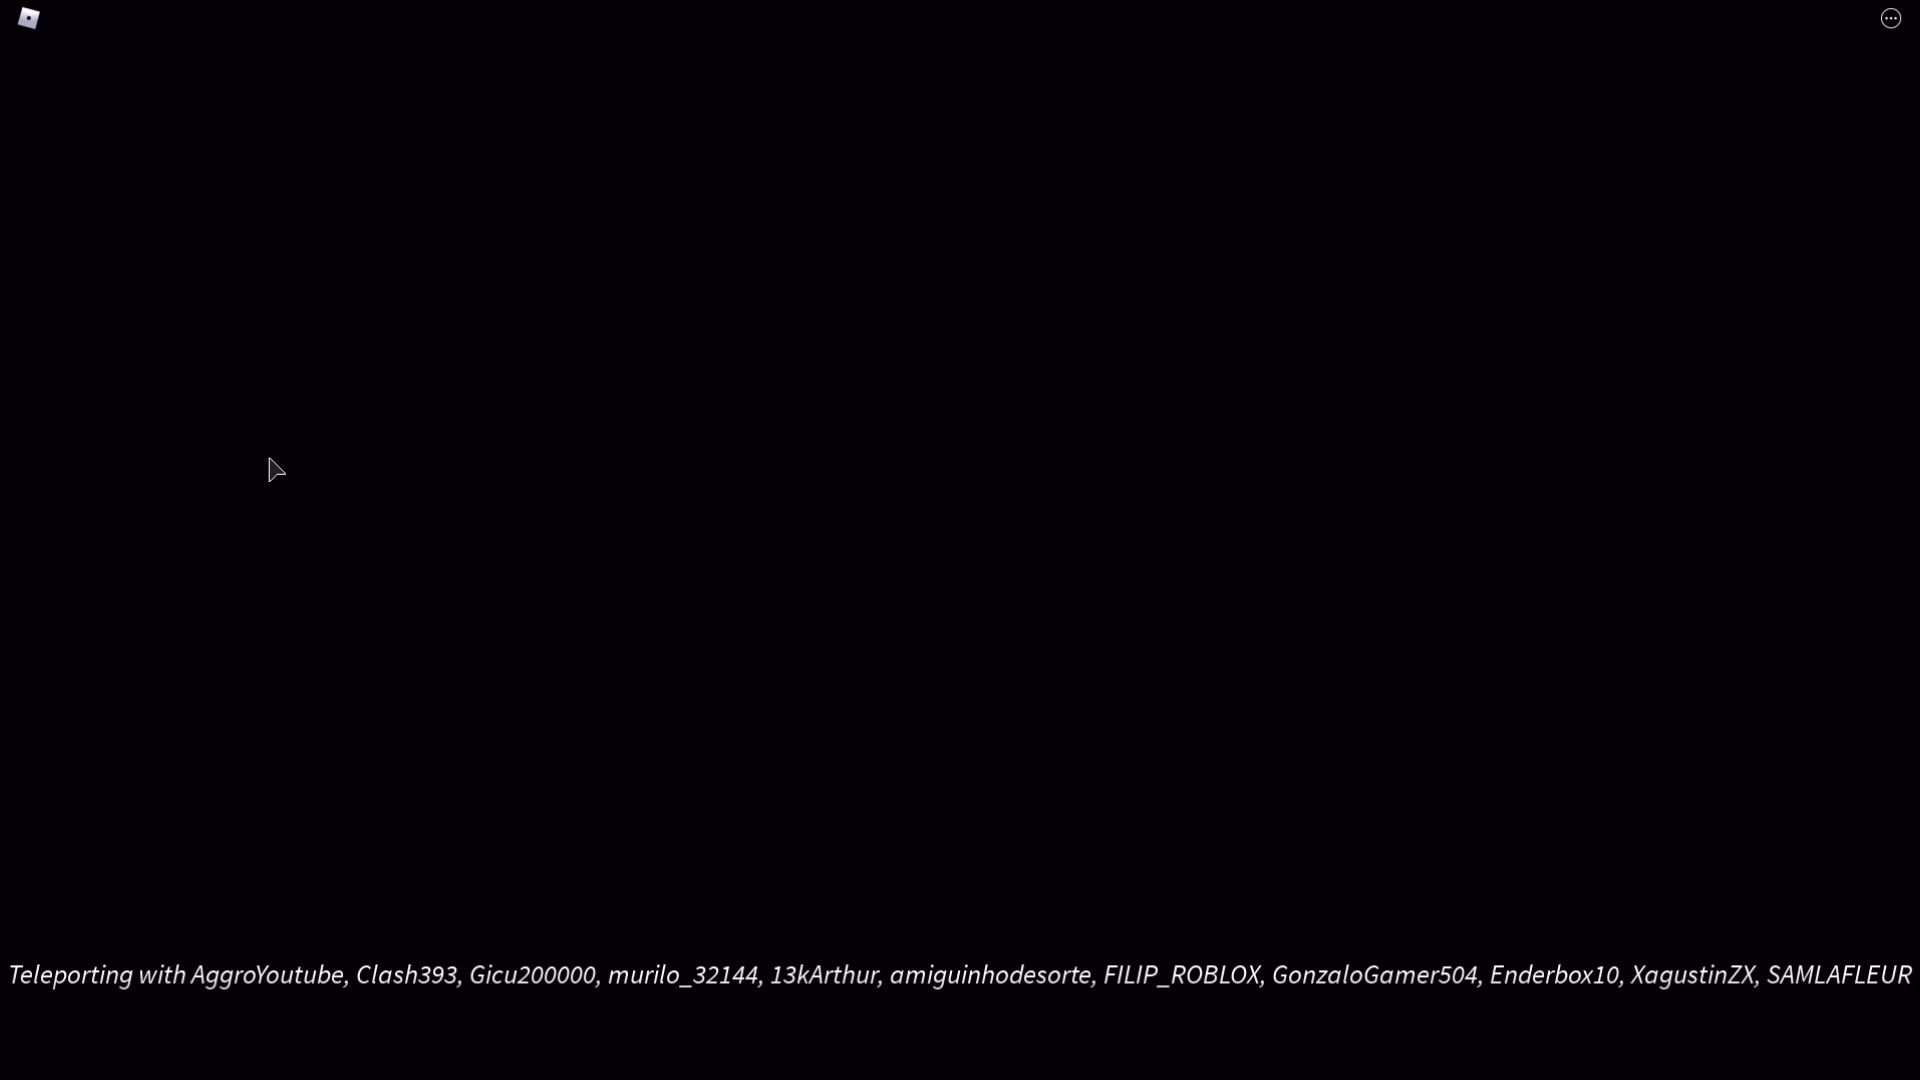 Teleporting with AggroYoutube, Clash393, Gicu200000, murilo_32144, 13kArthur, amiguinhodesorte, FILIP_ROBLOX, GonzaloGamer504, Enderbox10, XagustinZX, SAMLAFLEUR